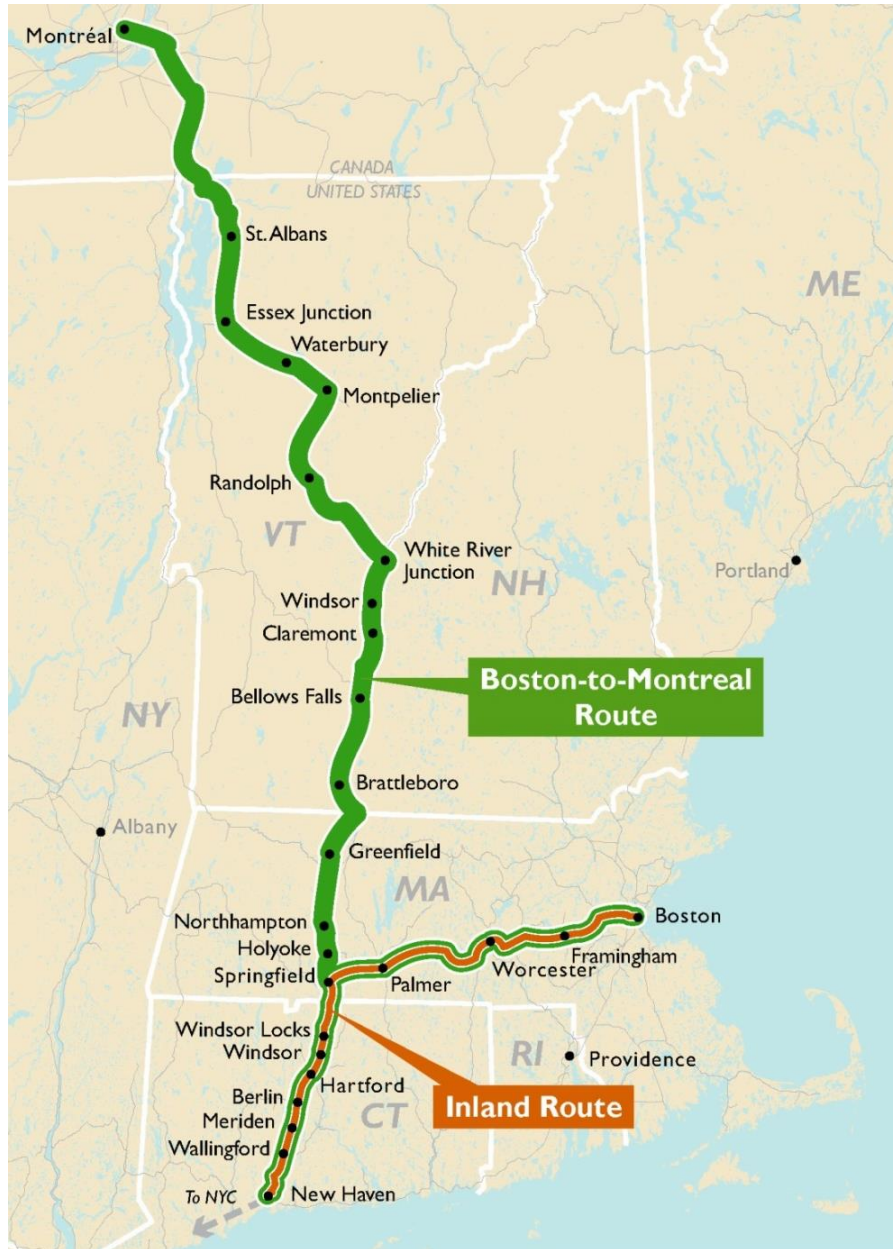 Montréal
CANADA
UNITED STATES
St. Albans
ME
Essex Junction
Waterbury
Montpelier
Randolph
VT
White River
Junction
NH
Portland
Windsor
Claremont
Boston-to-Montreal
Route
Bellows Falls
NY
Brattleboro
Albany
Greenfield
MA
Northhampton
Boston
Holyoke
Framingham
Worcester
Springfield
Palmer
Windsor Locks
Windsor
RI
Providence
Hartford
Berlin
CT
Inland Route
Meriden
Wallingford
To NYC
New Haven